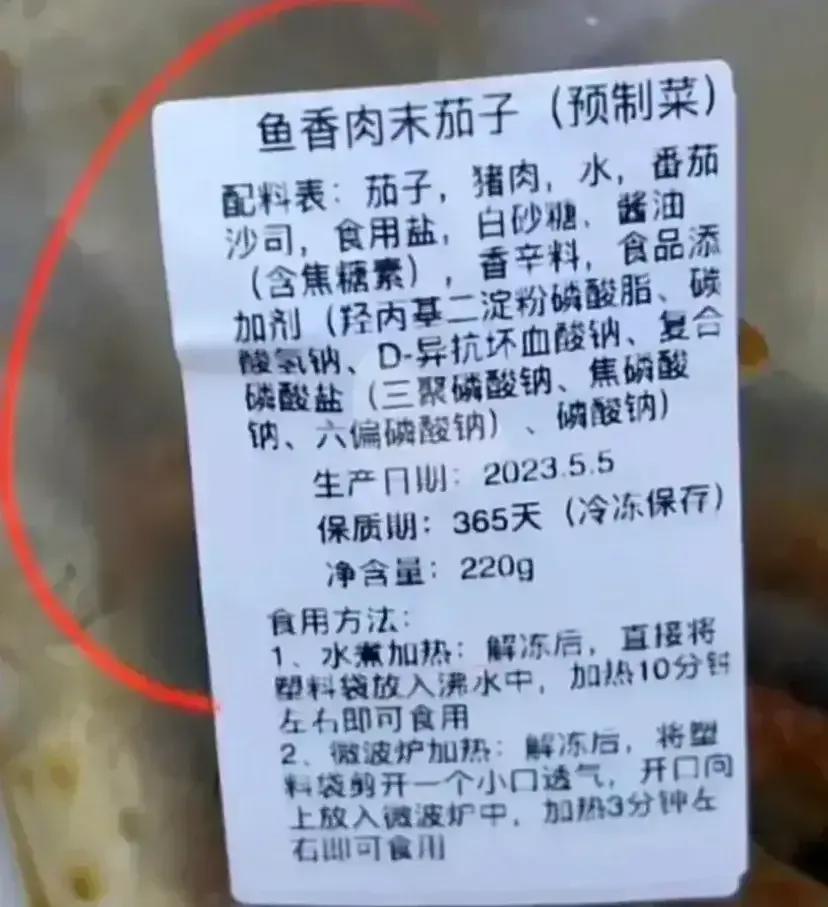 鱼香肉末茄子（预制菜）
配料表：茄子，猪肉，水，番茄
沙司，食用盐，白砂糖、酱油
（含焦糖素），香辛料，食品添
加剂（羟丙基二淀粉磷酸脂、碳
酸氢钠、D-异抗坏血酸钠、复合
磷酸盐（三聚磷酸钠、焦磷酸
钠、六偏磷酸钠）、磷酸钠）
生产日期：2023.5.5
保质期：365天（冷冻保存）
净含量：220g
食用方法：
1、水煮加热：解冻后，直接将
塑料袋放入沸水中，加热10分钟
左右即可食用
2、微波炉加热：解冻后，将塑
料袋剪开一个小口透气，开口向
上放入微波炉中，加热3分钟左
右即可食用